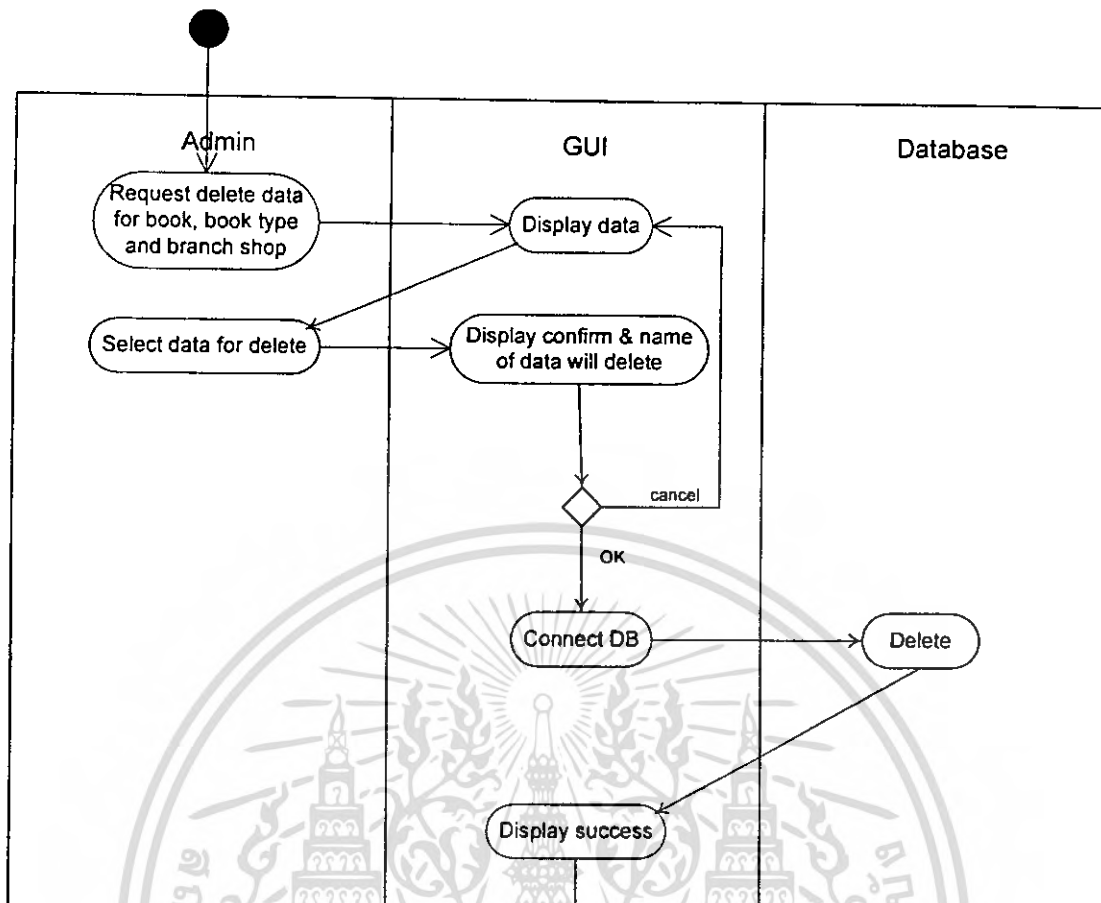 Admin
GUI
Database
Request delete data
for book, book type
and branch shop
Display data
Select data for delete
Display confirm & name
of data will delete
cancel
OK
Connect DB
Delete
Display success